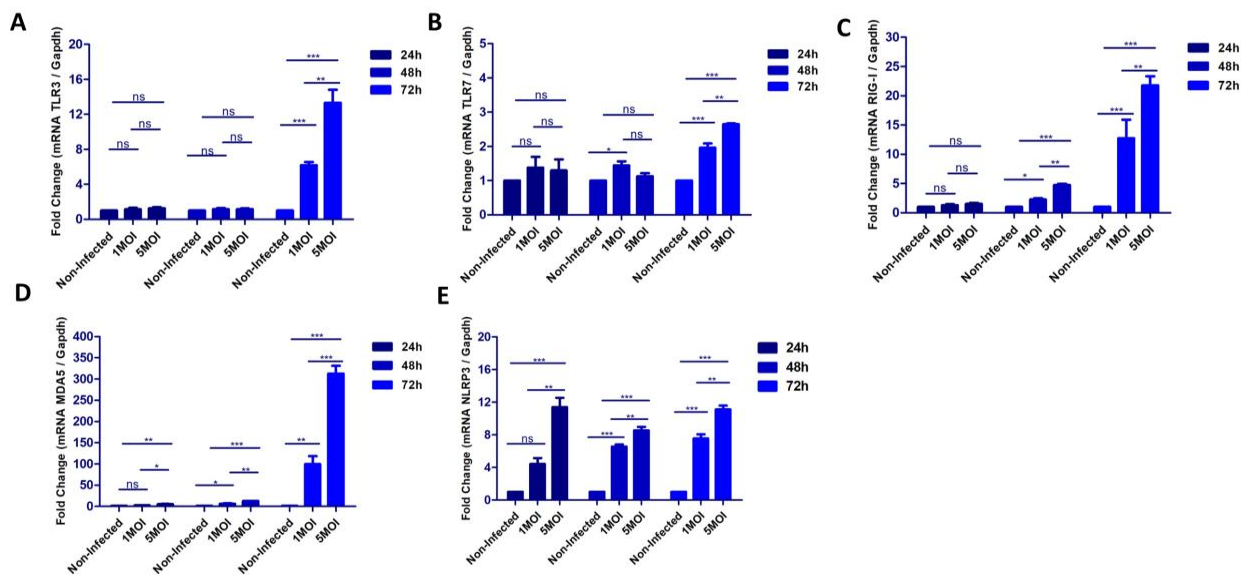 A
Fold Change (mRNA TLR3 / Gapdh)
20
16
12
8
4
0
ns
ns
ns
ns
ns
ns
***
**
***
24h
48h
72h
Non-Infected
1MOI
5MOI
Non-Infected
1MOI
5MOI
Non-Infected
1MOI
5MOI
B
Fold Change (mRNA TLR7 / Gapdh)
5
4
3
2
1
0
ns
ns
ns
ns
ns
*
***
**
***
24h
48h
72h
Non-Infected
1MOI
5MOI
Non-Infected
1MOI
5MOI
Non-Infected
1MOI
5MOI
C
Fold Change (mRNA RIG-I / Gapdh)
30
25
20
15
10
5
0
ns
ns
ns
***
**
*
***
**
***
24h
48h
72h
Non-Infected
1MOI
5MOI
Non-Infected
1MOI
5MOI
Non-Infected
1MOI
5MOI
D
Fold Change (mRNA MDA5 / Gapdh)
400
350
300
250
200
150
100
50
0
**
*
ns
***
**
*
***
***
**
24h
48h
72h
Non-Infected
1MOI
5MOI
Non-Infected
1MOI
5MOI
Non-Infected
1MOI
5MOI
E
Fold Change (mRNA NLRP3 / Gapdh)
20
16
12
8
4
0
***
**
ns
***
**
***
***
**
***
24h
48h
72h
Non-Infected
1MOI
5MOI
Non-Infected
1MOI
5MOI
Non-Infected
1MOI
5MOI